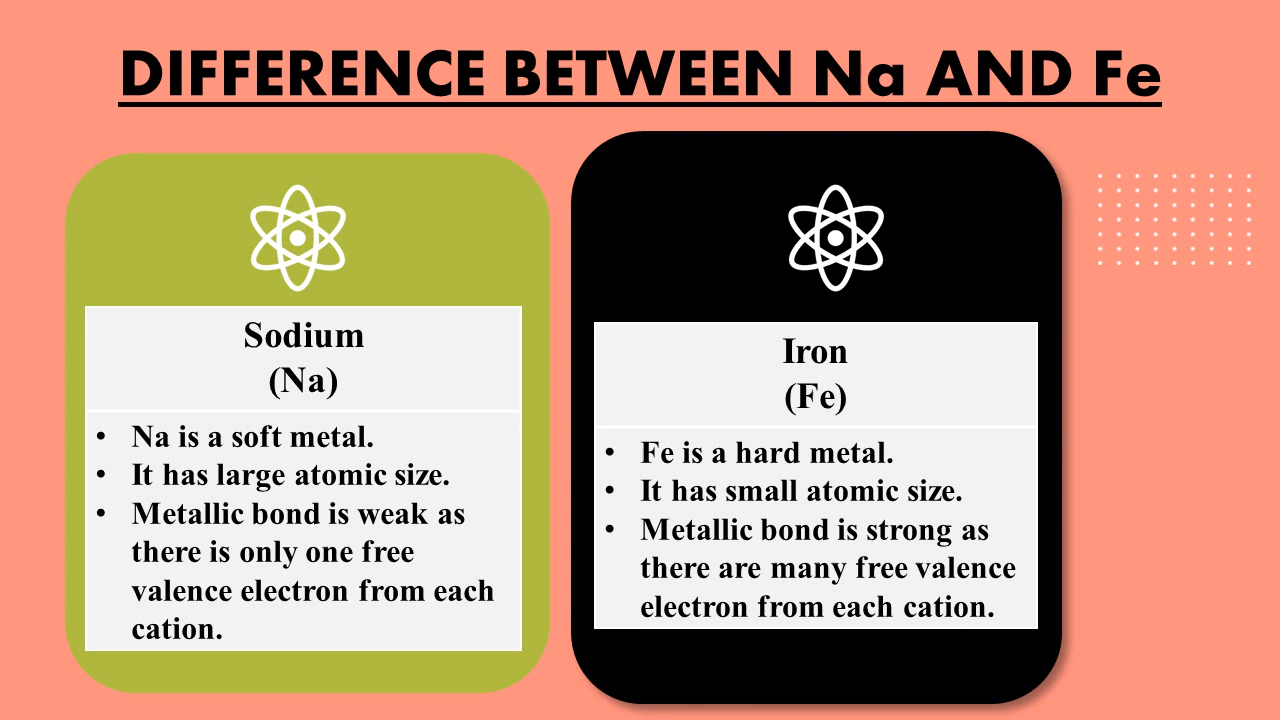 DIFFERENCE BETWEEN Na AND Fe
Sodium
(Na)
• Na is a soft metal.
• It has large atomic size.
• Metallic bond is weak as
there is only one free
valence electron from each
cation.
Iron
(Fe)
• Fe is a hard metal.
• It has small atomic size.
• Metallic bond is strong as
there are many free valence
electron from each cation.